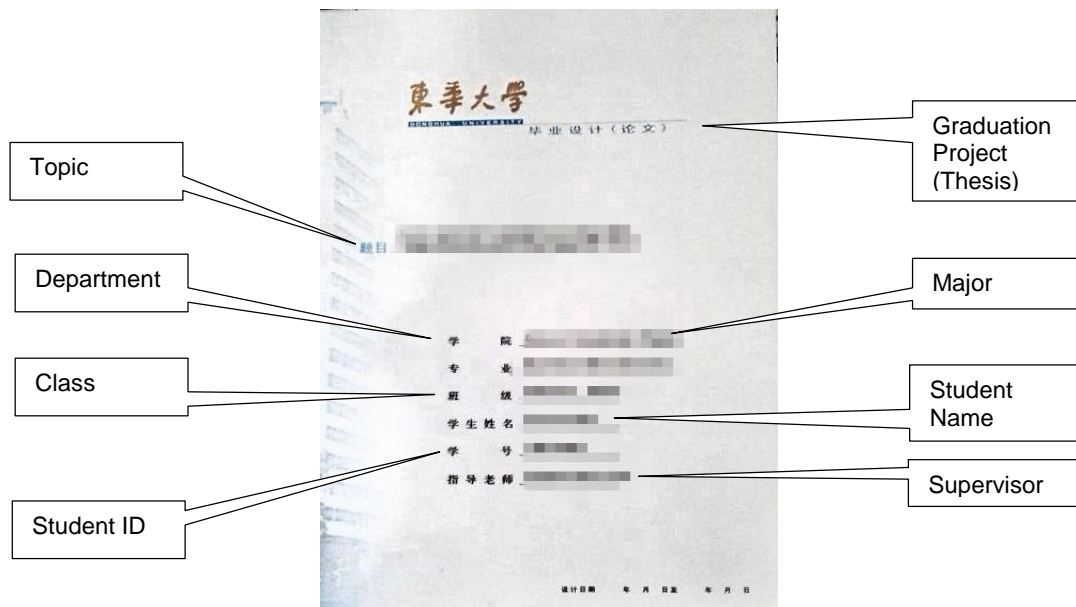 東華大學
DONGHUA UNIVERSITY
毕业设计(论文)
Graduation
Project
(Thesis)
Topic
题目
Department
Major
学院
专业
Class
班级
Student
Name
学生姓名
学号
指导老师
Supervisor
Student ID
设计日期 年 月 日至 年 月 日